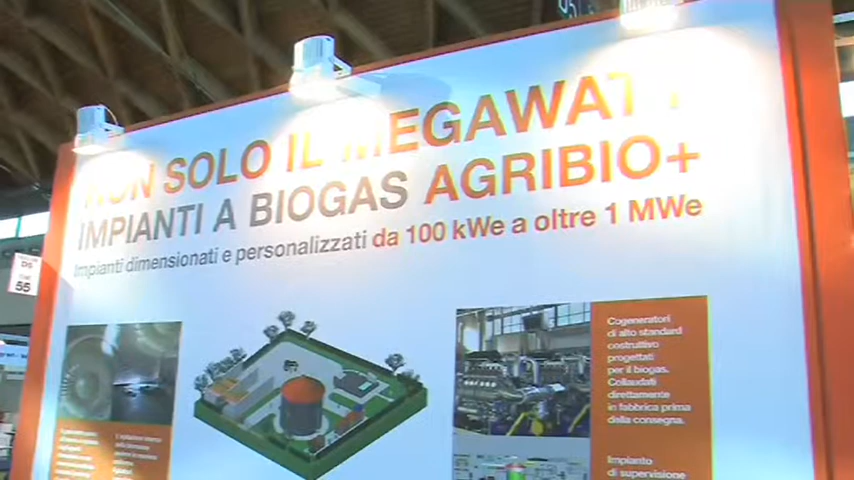 NON SOLO IL MEGAWATT
IMPIANTI A BIOGAS AGRIBIO+
Impianti dimensionati e personalizzati da 100 kWe a oltre 1 MWe
55
Cogeneratori
di alto standard
costruttivo
progettati
per il biogas.
Collaudati
direttamente
in fabbrica prima
della consegna.
Impianto
di supervisione